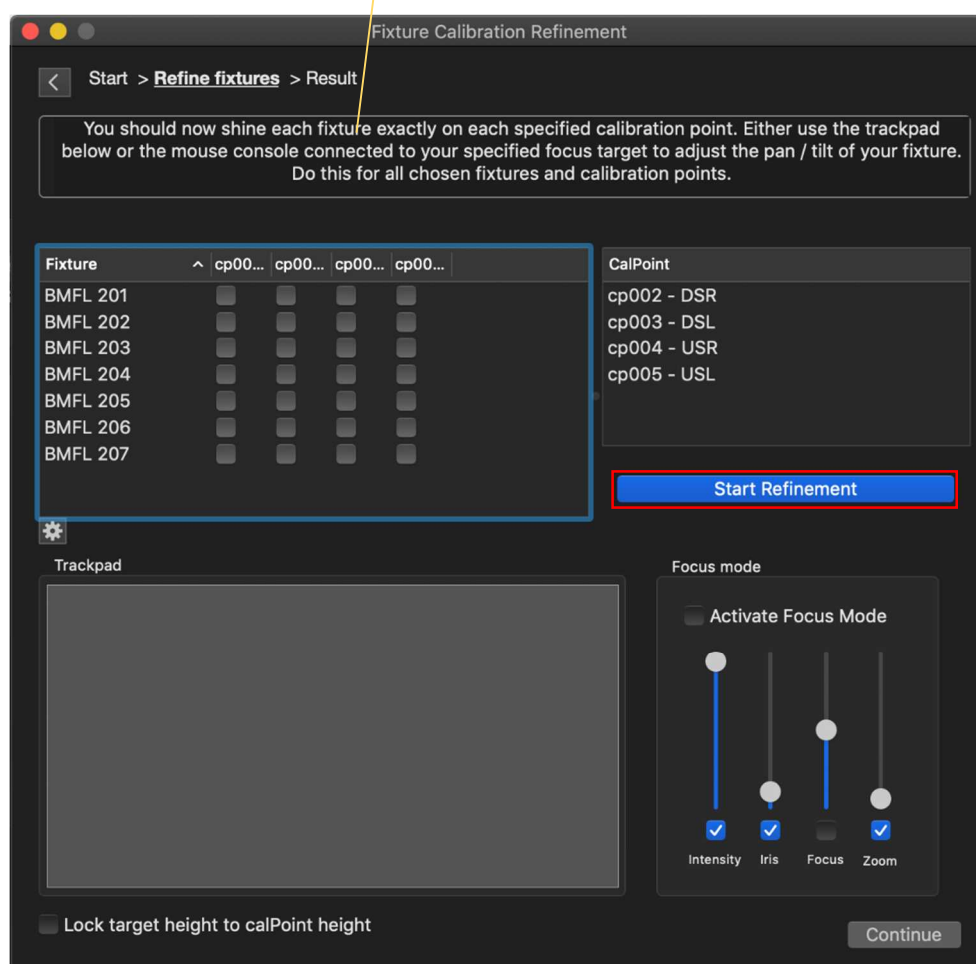 Fixture Calibration Refinement
Start > Refine fixtures > Result
You should now shine each fixture exactly on each specified calibration point. Either use the trackpad
below or the mouse console connected to your specified focus target to adjust the pan / tilt of your fixture.
Do this for all chosen fixtures and calibration points.
Fixture cp00... cp00... cp00... cp00...
BMFL 201
BMFL 202
BMFL 203
BMFL 204
BMFL 205
BMFL 206
BMFL 207
CalPoint
cp002 - DSR
cp003 - DSL
cp004 - USR
cp005 - USL
Start Refinement
Trackpad
Focus mode
Activate Focus Mode
Intensity Iris Focus Zoom
Lock target height to calPoint height
Continue